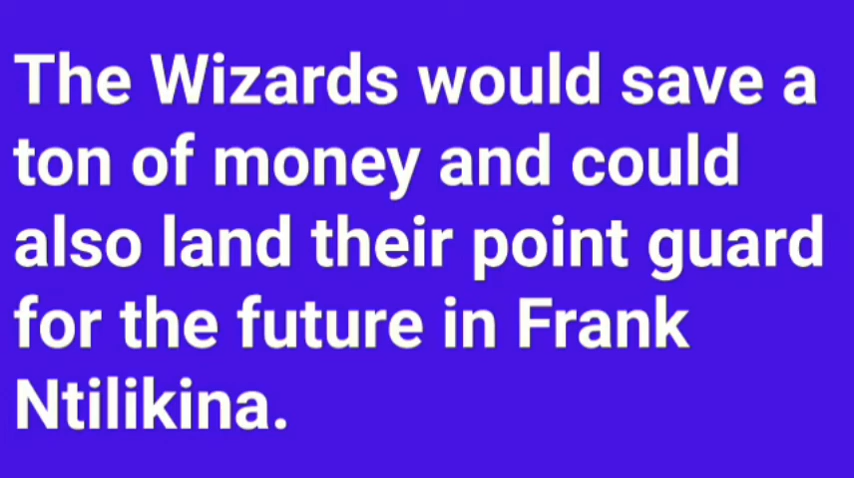 The Wizards would save a
ton of money and could
also land their point guard
for the future in Frank
Ntilikina.